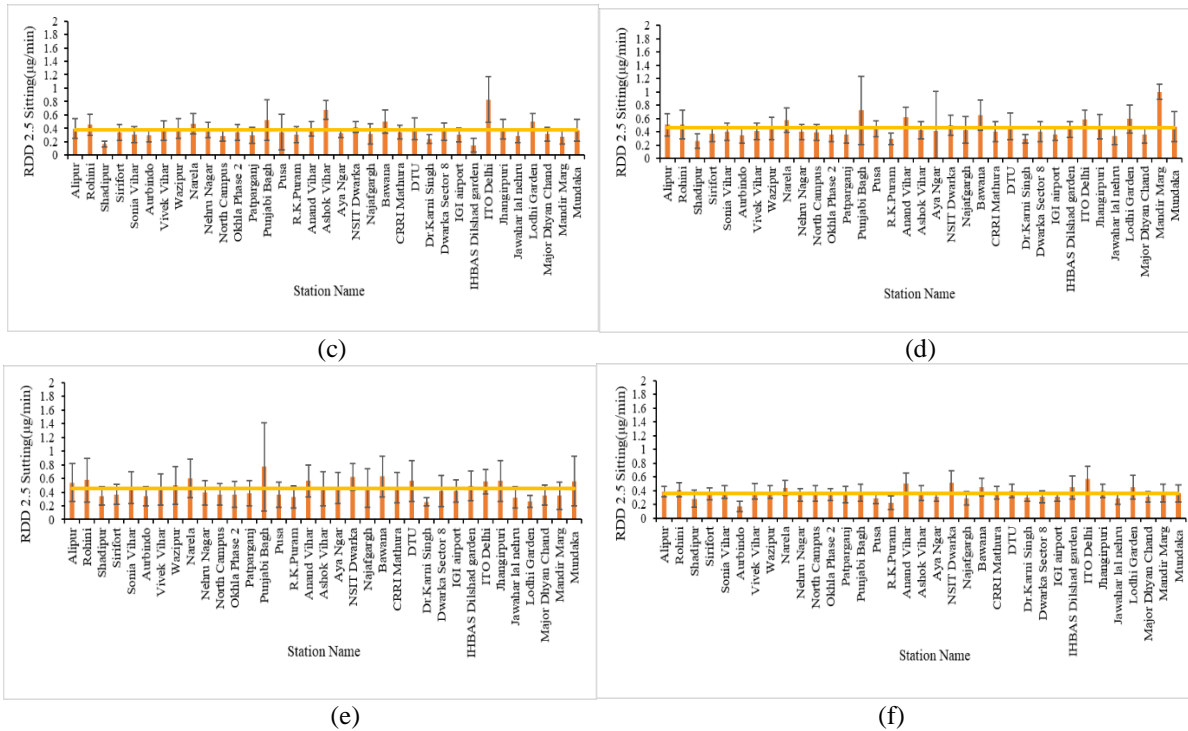 RDD 2.5 Sitting(µg/min)
2
1.8
1.6
1.4
1.2
1
0.8
0.6
0.4
0.2
0
Alipur
Rohini
Shadipur
Sirifort
Sonia Vihar
Aurbindo
Vivek Vihar
Wazipur
Narela
Nehru Nagar
North Campus
Okhla Phase 2
Patparganj
Punjabi Bagh
Pusa
R.K.Puram
Anand Vihar
Ashok Vihar
Aya Ngar
NSIT Dwarka
Najafgargh
Bawana
CRRI Mathura
DTU
Dr.Karni Singh
Dwarka Sector 8
IGI airport
IHBAS Dilshad garden
ITO Delhi
Jhangirpuri
Jawahar lal nehru
Lodhi Garden
Major Dhyan Chand
Mandir Marg
Mundaka
Station Name
(c)
RDD 2.5 Sitting(µg/min)
2
1.8
1.6
1.4
1.2
1
0.8
0.6
0.4
0.2
0
Alipur
Rohini
Shadipur
Sirifort
Sonia Vihar
Aurbindo
Vivek Vihar
Wazipur
Narela
Nehru Nagar
North Campus
Okhla Phase 2
Patparganj
Punjabi Bagh
Pusa
R.K.Puram
Anand Vihar
Ashok Vihar
Aya Ngar
NSIT Dwarka
Najafgargh
Bawana
CRRI Mathura
DTU
Dr.Karni Singh
Dwarka Sector 8
IGI airport
IHBAS Dilshad garden
ITO Delhi
Jhangirpuri
Jawahar lal nehru
Lodhi Garden
Major Dhyan Chand
Mandir Marg
Mundaka
Station Name
(d)
RDD 2.5 Sutting(µg/min)
2
1.8
1.6
1.4
1.2
1
0.8
0.6
0.4
0.2
0
Alipur
Rohini
Shadipur
Sirifort
Sonia Vihar
Aurbindo
Vivek Vihar
Wazipur
Narela
Nehru Nagar
North Campus
Okhla Phase 2
Patparganj
Punjabi Bagh
Pusa
R.K.Puram
Anand Vihar
Ashok Vihar
Aya Ngar
NSIT Dwarka
Najafgargh
Bawana
CRRI Mathura
DTU
Dr.Karni Singh
Dwarka Sector 8
IGI airport
IHBAS Dilshad garden
ITO Delhi
Jhangirpuri
Jawahar lal nehru
Lodhi Garden
Major Dhyan Chand
Mandir Marg
Mundaka
Station Name
(e)
RDD 2.5 Sitting(µg/min)
2
1.8
1.6
1.4
1.2
1
0.8
0.6
0.4
0.2
0
Alipur
Rohini
Shadipur
Sirifort
Sonia Vihar
Aurbindo
Vivek Vihar
Wazipur
Narela
Nehru Nagar
North Campus
Okhla Phase 2
Patparganj
Punjabi Bagh
Pusa
R.K.Puram
Anand Vihar
Ashok Vihar
Aya Ngar
NSIT Dwarka
Najafgargh
Bawana
CRRI Mathura
DTU
Dr.Karni Singh
Dwarka Sector 8
IGI airport
IHBAS Dilshad garden
ITO Delhi
Jhangirpuri
Jawahar lal nehru
Lodhi Garden
Major Dhyan Chand
Mandir Marg
Mundaka
Station Name
(f)